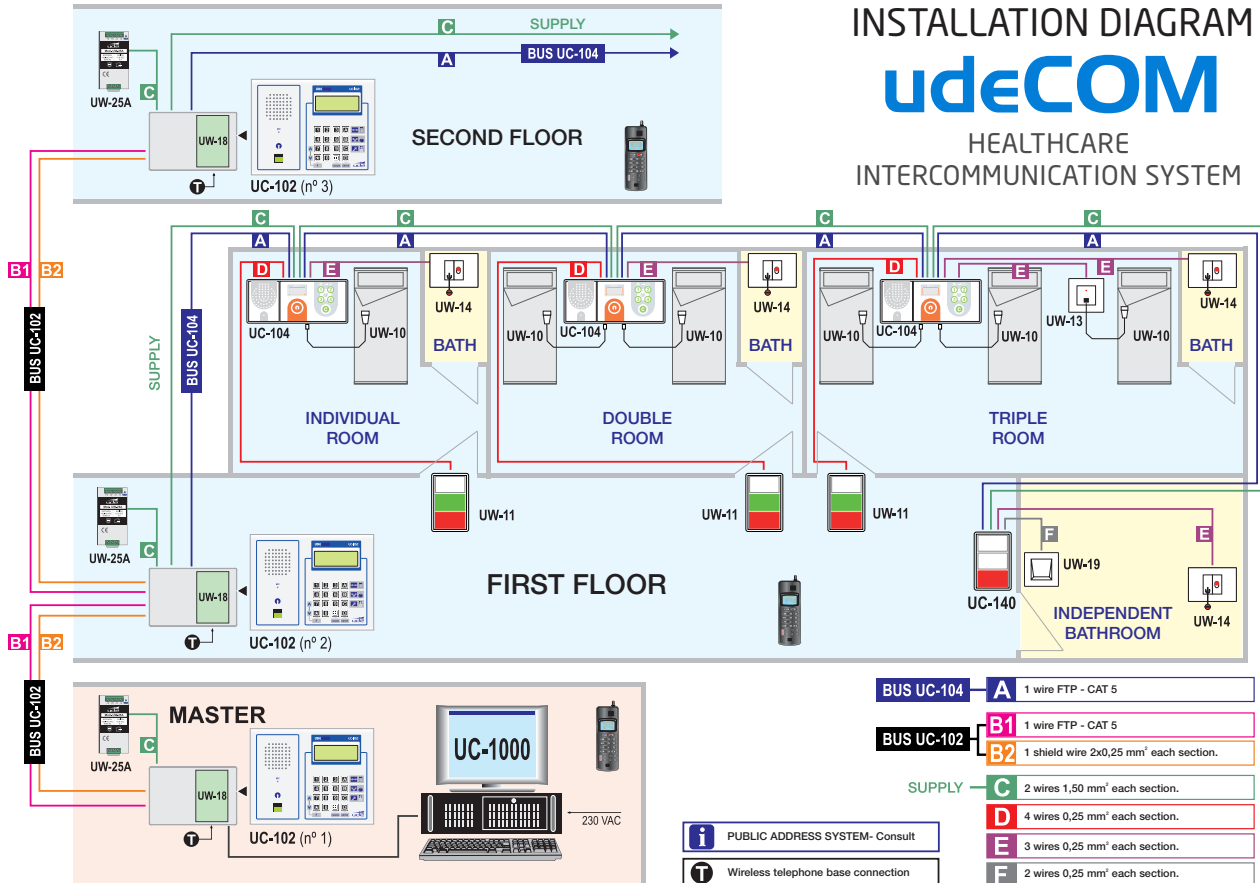 INSTALLATION DIAGRAM
udeCOM
HEALTHCARE
INTERCOMMUNICATION SYSTEM
C
SUPPLY
A
BUS UC-104
UW-25A
C
UW-18
T
UC-102 (nº 3)
SECOND FLOOR
B1
B2
BUS UC-102
SUPPLY
BUS UC-104
C
C
C
C
A
A
A
A
D
E
UC-104
UW-10
UW-14
BATH
INDIVIDUAL
ROOM
D
E
UW-10
UC-104
UW-10
UW-14
BATH
DOUBLE
ROOM
D
E
E
UW-10
UC-104
UW-10
UW-13
UW-10
UW-14
BATH
TRIPLE
ROOM
UW-11
UW-11
UW-11
UW-25A
C
UW-18
T
UC-102 (nº 2)
FIRST FLOOR
UC-140
F
UW-19
E
UW-14
INDEPENDENT
BATHROOM
B1
B2
BUS UC-102
MASTER
UW-25A
C
UW-18
T
UC-102 (nº 1)
UC-1000
230 VAC
BUS UC-104
A 1 wire FTP - CAT 5
BUS UC-102
B1 1 wire FTP - CAT 5
B2 1 shield wire 2x0,25 mm² each section.
SUPPLY
C 2 wires 1,50 mm² each section.
D 4 wires 0,25 mm² each section.
E 3 wires 0,25 mm² each section.
F 2 wires 0,25 mm² each section.
i PUBLIC ADDRESS SYSTEM- Consult
T Wireless telephone base connection